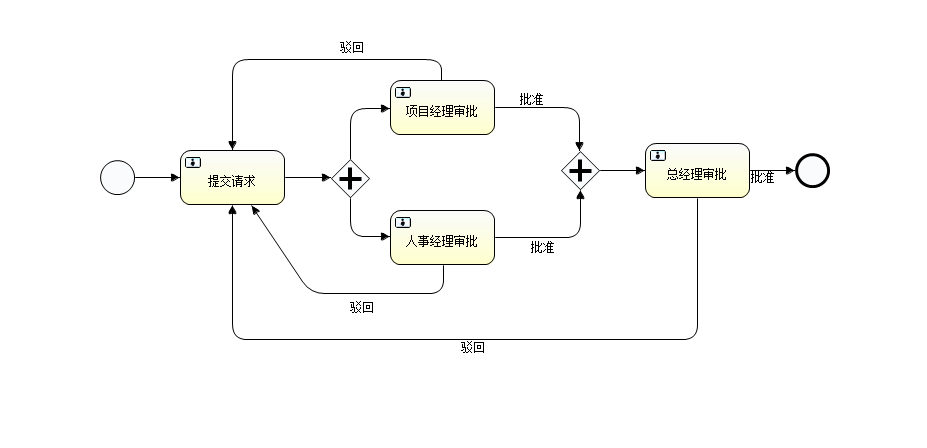 驳回
项目经理审批
批准
提交请求
总经理审批
批准
人事经理审批
批准
驳回
驳回